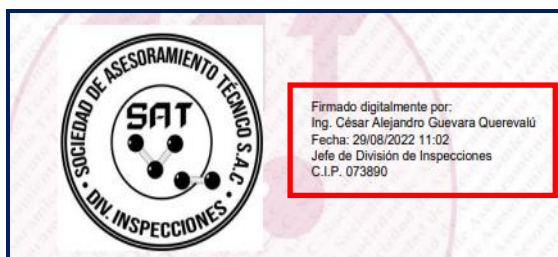 SOCIEDAD DE ASESORAMIENTO TÉCNICO S.A.C
SAT
• DIV. INSPECCIONES •
Firmado digitalmente por:
Ing. César Alejandro Guevara Querevalú
Fecha: 29/08/2022 11:02
Jefe de División de Inspecciones
C.I.P. 073890